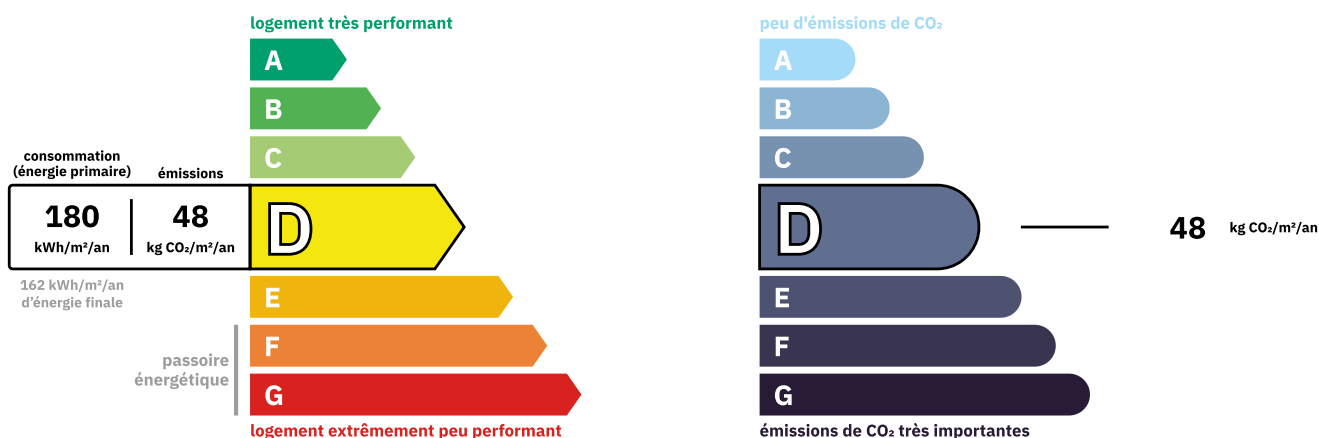 logement très performant
A
B
C
consommation
(énergie primaire)
émissions
180
kWh/m²/an
48
kg CO₂/m²/an
D
162 kWh/m²/an
d'énergie finale
E
F
passoire
énergétique
G
logement extrêmement peu performant
peu d'émissions de CO₂
A
B
C
D
48 kg CO₂/m²/an
E
F
G
émissions de CO₂ très importantes